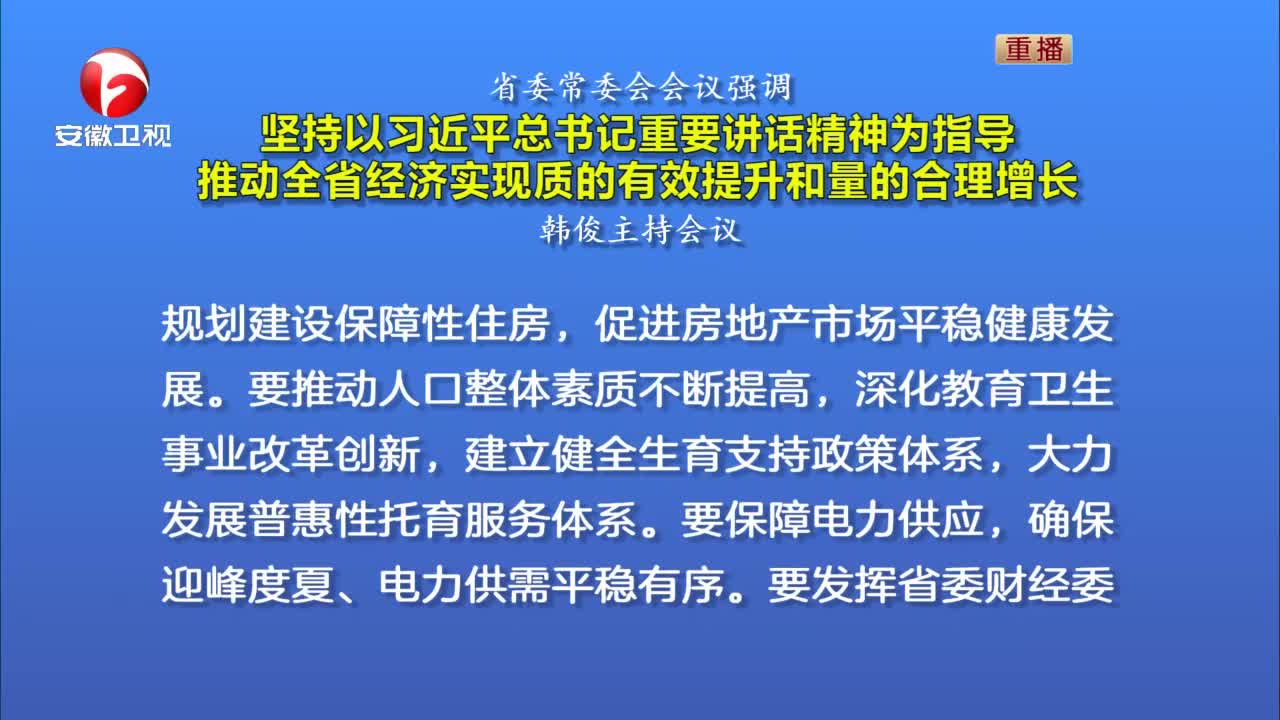 重播
安徽卫视
省委常委会会议强调
坚持以习近平总书记重要讲话精神为指导
推动全省经济实现质的有效提升和量的合理增长
韩俊主持会议
规划建设保障性住房，促进房地产市场平稳健康发
展。要推动人口整体素质不断提高，深化教育卫生
事业改革创新，建立健全生育支持政策体系，大力
发展普惠性托育服务体系。要保障电力供应，确保
迎峰度夏、电力供需平稳有序。要发挥省委财经委